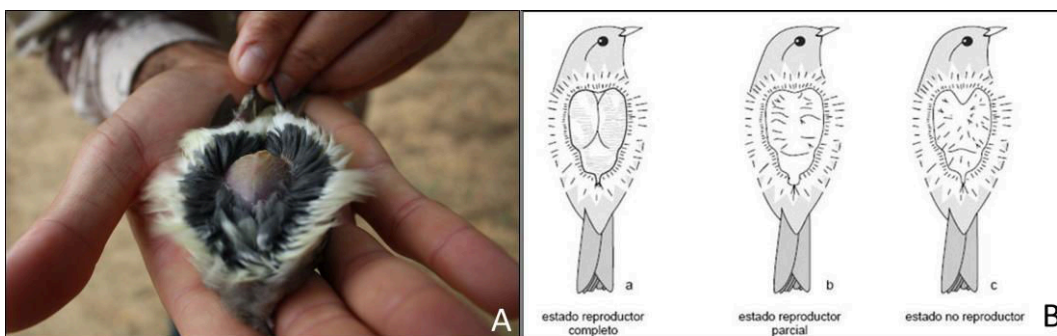 A
a
b
c
estado reproductor
completo
estado reproductor
parcial
estado no reproductor
B